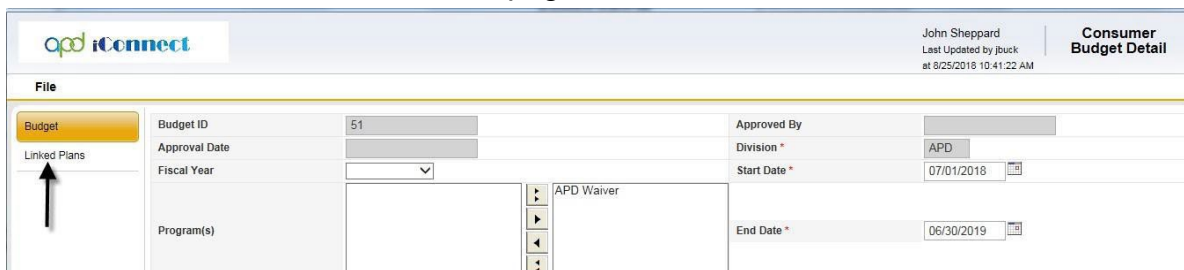 apd iConnect
John Sheppard
Last Updated by jbuck
at 8/25/2018 10:41:22 AM
Consumer
Budget Detail
File
Budget
Linked Plans
Budget ID 51 Approved By
Approval Date Division * APD
Fiscal Year Start Date * 07/01/2018
APD Waiver
Program(s) End Date * 06/30/2019